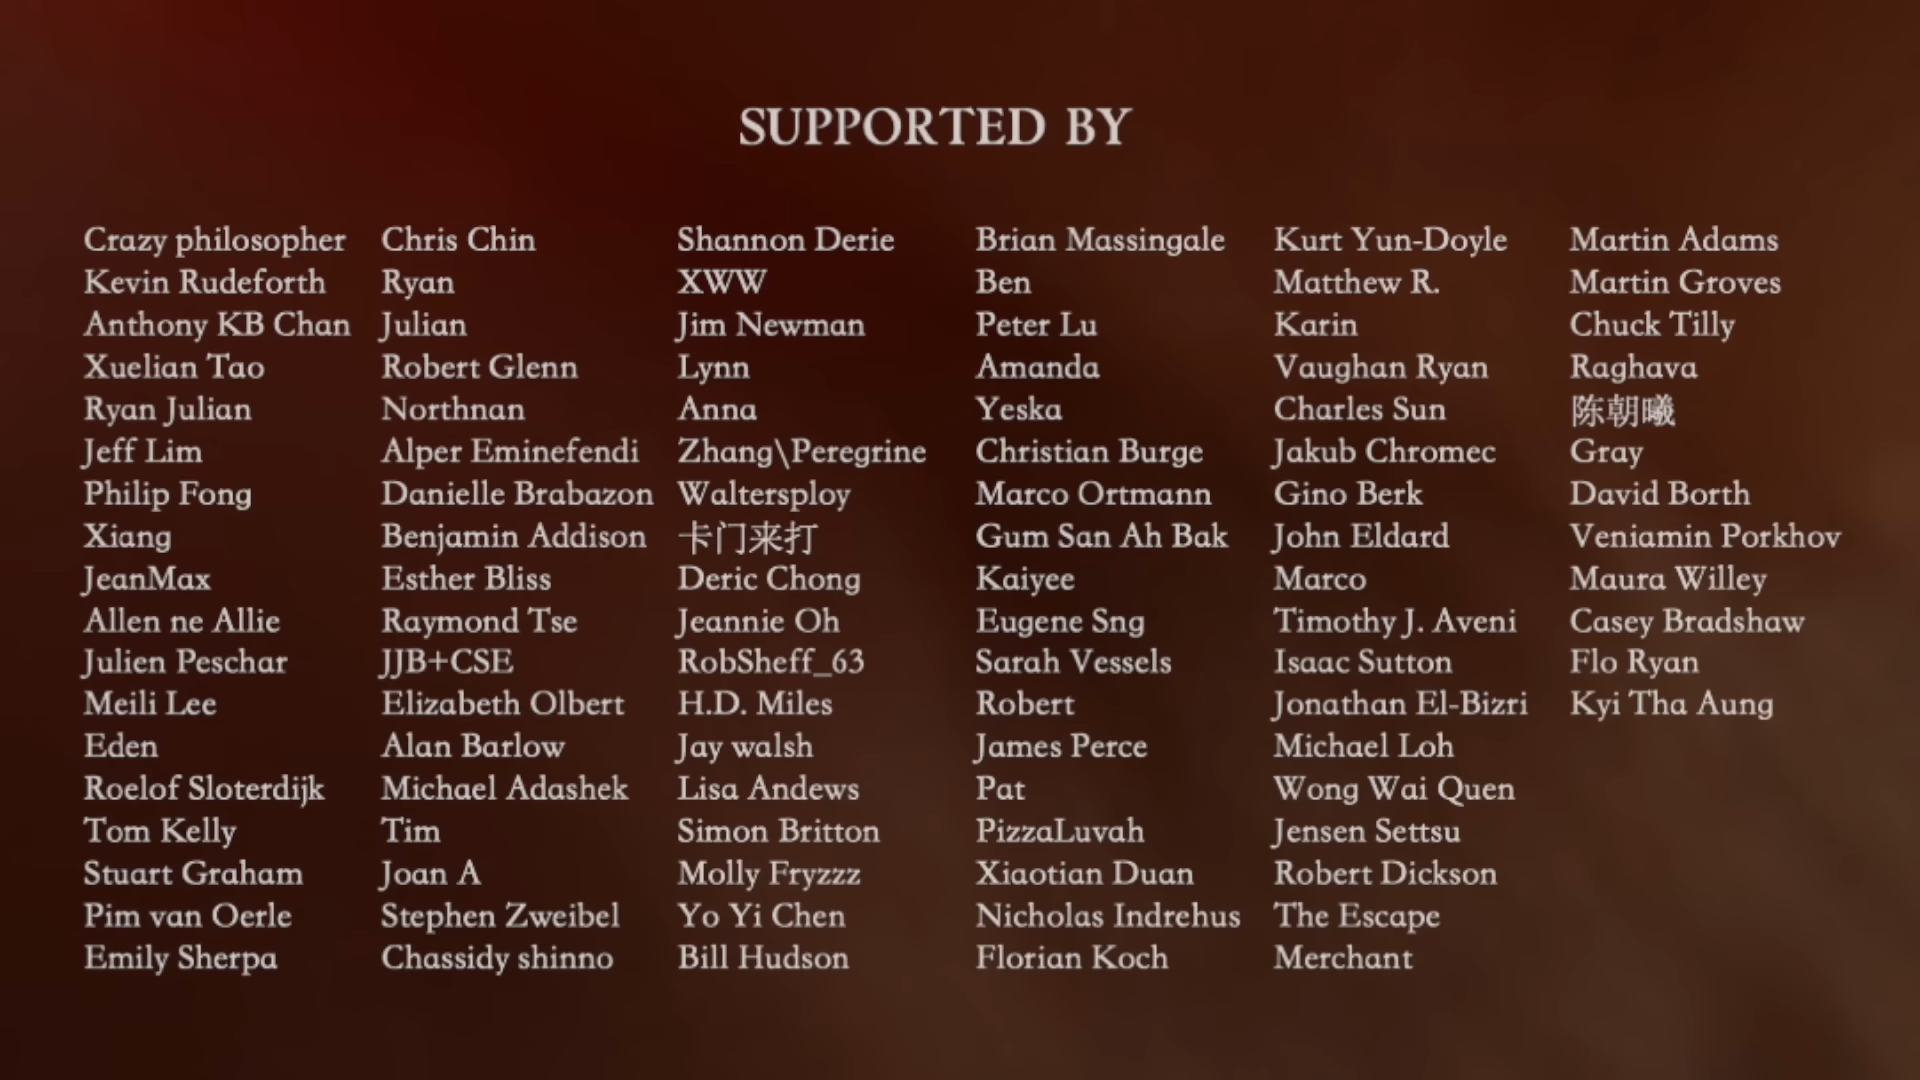 SUPPORTED BY
Crazy philosopher
Kevin Rudeforth
Anthony KB Chan
Xuelian Tao
Ryan Julian
Jeff Lim
Philip Fong
Xiang
JeanMax
Allen ne Allie
Julien Peschar
Meili Lee
Eden
Roelof Sloterdijk
Tom Kelly
Stuart Graham
Pim van Oerle
Emily Sherpa
Chris Chin
Ryan
Julian
Robert Glenn
Northnan
Alper Eminefendi
Danielle Brabazon
Benjamin Addison
Esther Bliss
Raymond Tse
JJB+CSE
Elizabeth Olbert
Alan Barlow
Michael Adashek
Tim
Joan A
Stephen Zweibel
Chassidy shinno
Shannon Derie
XWW
Jim Newman
Lynn
Anna
Zhang\Peregrine
Waltersploy
卡门来打
Deric Chong
Jeannie Oh
RobSheff_63
H.D. Miles
Jay walsh
Lisa Andews
Simon Britton
Molly Fryzzz
Yo Yi Chen
Bill Hudson
Brian Massingale
Ben
Peter Lu
Amanda
Yeska
Christian Burge
Marco Ortmann
Gum San Ah Bak
Kaiyee
Eugene Sng
Sarah Vessels
Robert
James Perce
Pat
PizzaLuvah
Xiaotian Duan
Nicholas Indrehus
Florian Koch
Kurt Yun-Doyle
Matthew R.
Karin
Vaughan Ryan
Charles Sun
Jakub Chromec
Gino Berk
John Eldard
Marco
Timothy J. Aveni
Isaac Sutton
Jonathan El-Bizri
Michael Loh
Wong Wai Quen
Jensen Settsu
Robert Dickson
The Escape
Merchant
Martin Adams
Martin Groves
Chuck Tilly
Raghava
陈朝曦
Gray
David Borth
Veniamin Porkhov
Maura Willey
Casey Bradshaw
Flo Ryan
Kyi Tha Aung